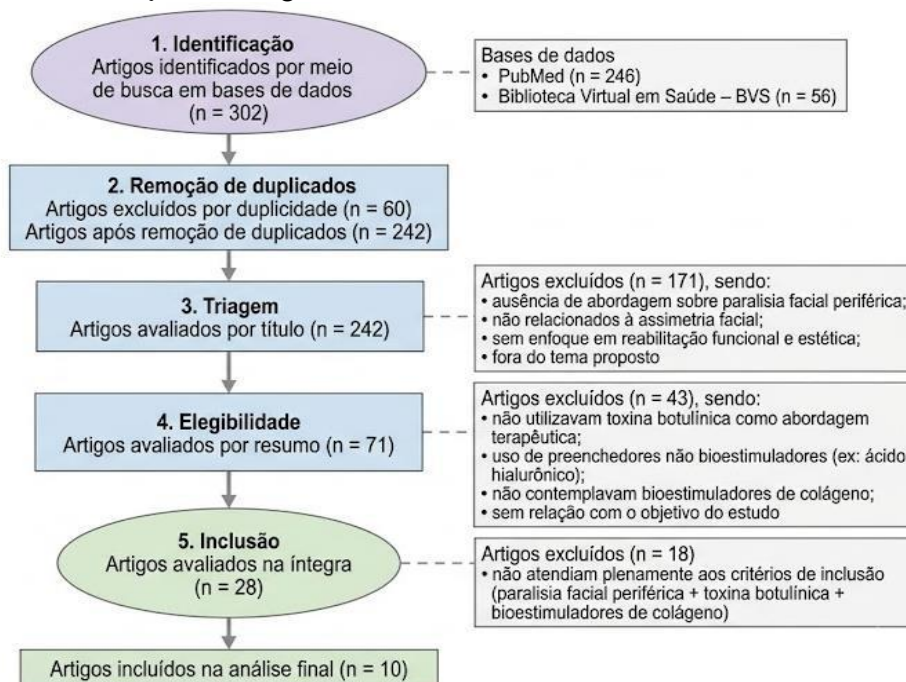 1. Identificação
Artigos identificados por meio
de busca em bases de dados
(n = 302)
Bases de dados
• PubMed (n = 246)
• Biblioteca Virtual em Saúde – BVS (n = 56)
2. Remoção de duplicados
Artigos excluídos por duplicidade (n = 60)
Artigos após remoção de duplicados (n = 242)
3. Triagem
Artigos avaliados por título (n = 242)
Artigos excluídos (n = 171), sendo:
• ausência de abordagem sobre paralisia facial periférica;
• não relacionados à assimetria facial;
• sem enfoque em reabilitação funcional e estética;
• fora do tema proposto
4. Elegibilidade
Artigos avaliados por resumo (n = 71)
Artigos excluídos (n = 43), sendo:
• não utilizavam toxina botulínica como abordagem
terapêutica;
• uso de preenchedores não bioestimuladores (ex: ácido
hialurônico);
• não contemplavam bioestimuladores de colágeno;
• sem relação com o objetivo do estudo
5. Inclusão
Artigos avaliados na íntegra
(n = 28)
Artigos excluídos (n = 18)
• não atendiam plenamente aos critérios de inclusão
(paralisia facial periférica + toxina botulínica +
bioestimuladores de colágeno)
Artigos incluídos na análise final (n = 10)